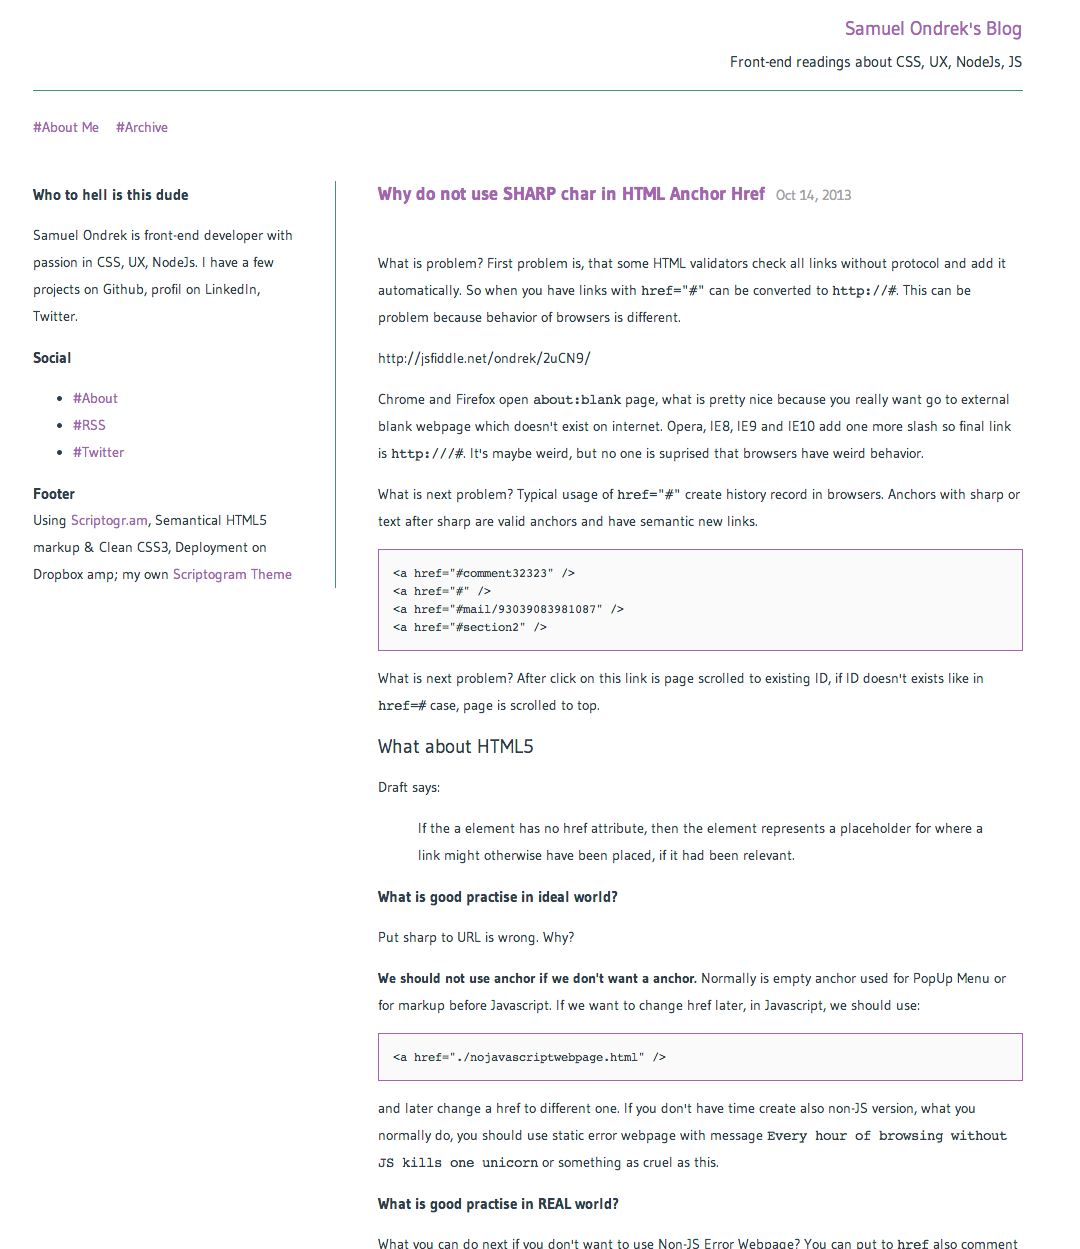 Samuel Ondrek's Blog
Front-end readings about CSS, UX, NodeJs, JS
#About Me #Archive
Who to hell is this dude
Samuel Ondrek is front-end developer with
passion in CSS, UX, NodeJs. I have a few
projects on Github, profil on LinkedIn,
Twitter.
Social
• #About
• #RSS
• #Twitter
Footer
Using Scriptogr.am, Semantical HTML5
markup & Clean CSS3, Deployment on
Dropbox amp; my own Scriptogram Theme
Why do not use SHARP char in HTML Anchor Href Oct 14, 2013
What is problem? First problem is, that some HTML validators check all links without protocol and add it
automatically. So when you have links with href="#" can be converted to http://#. This can be
problem because behavior of browsers is different.
http://jsfiddle.net/ondrek/2uCN9/
Chrome and Firefox open about:blank page, what is pretty nice because you really want go to external
blank webpage which doesn't exist on internet. Opera, IE8, IE9 and IE10 add one more slash so final link
is http:///#. It's maybe weird, but no one is suprised that browsers have weird behavior.
What is next problem? Typical usage of href="#" create history record in browsers. Anchors with sharp or
text after sharp are valid anchors and have semantic new links.
<a href="#comment32323" />
<a href="#" />
<a href="#mail/93039083981087" />
<a href="#section2" />
What is next problem? After click on this link is page scrolled to existing ID, if ID doesn't exists like in
href=# case, page is scrolled to top.
What about HTML5
Draft says:
If the a element has no href attribute, then the element represents a placeholder for where a
link might otherwise have been placed, if it had been relevant.
What is good practise in ideal world?
Put sharp to URL is wrong. Why?
We should not use anchor if we don't want a anchor. Normally is empty anchor used for PopUp Menu or
for markup before Javascript. If we want to change href later, in Javascript, we should use:
<a href="./nojavascriptwebpage.html" />
and later change a href to different one. If you don't have time create also non-JS version, what you
normally do, you should use static error webpage with message Every hour of browsing without
JS kills one unicorn or something as cruel as this.
What is good practise in REAL world?
What you can do next if you don't want to use Non-JS Error Webpage? You can put to href also comment